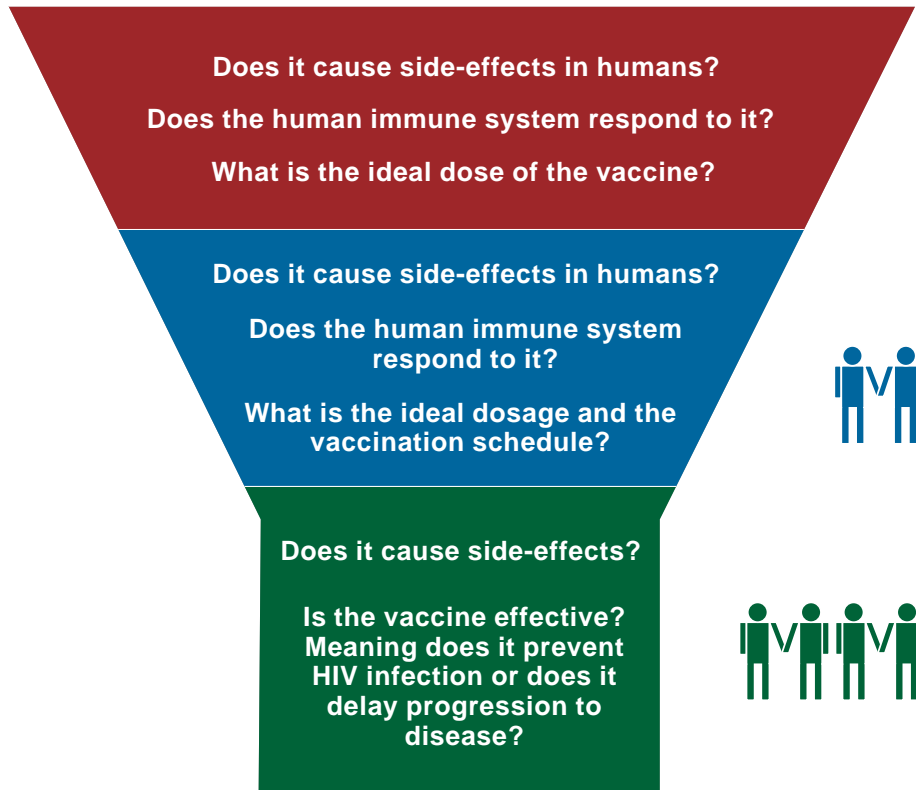 Does it cause side-effects in humans?
Does the human immune system respond to it?
What is the ideal dose of the vaccine?
Does it cause side-effects in humans?
Does the human immune system
respond to it?
What is the ideal dosage and the
vaccination schedule?
Does it cause side-effects?
Is the vaccine effective?
Meaning does it prevent
HIV infection or does it
delay progression to
disease?